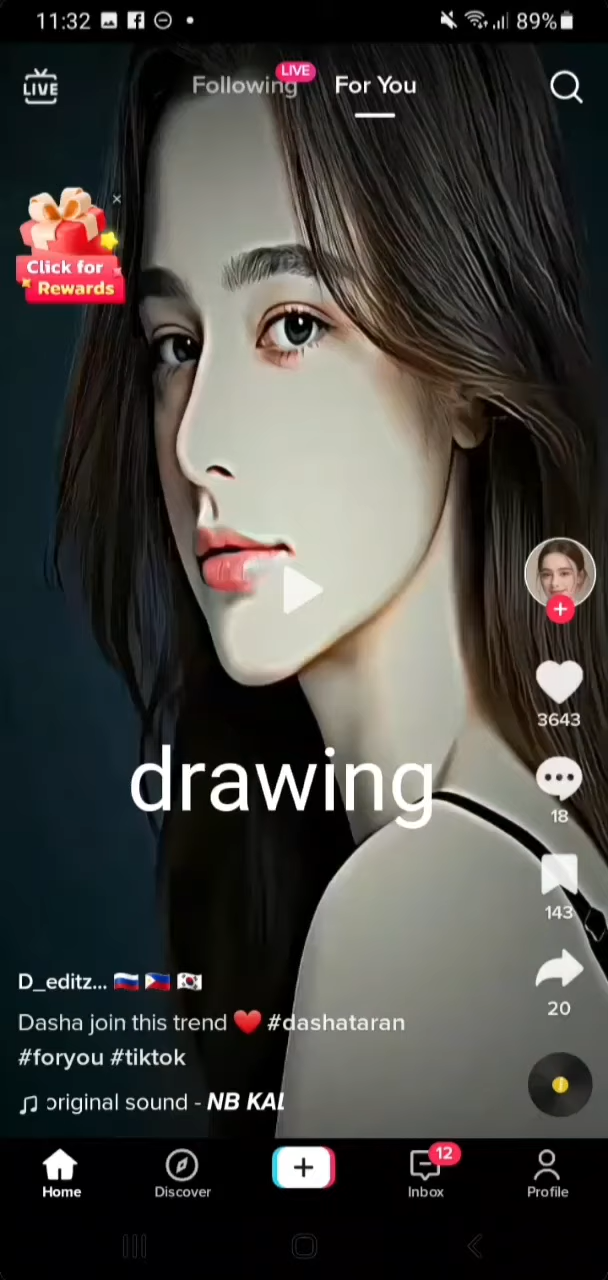 11:32
89%
LIVE
LIVE
Following
For You
Click for
Rewards
3643
drawing
18
143
D_editz... 🇷🇺 🇵🇭 🇰🇷
20
Dasha join this trend ❤️ #dashataran
#foryou #tiktok
original sound - NB KAL
12
Home
Discover
Inbox
Profile